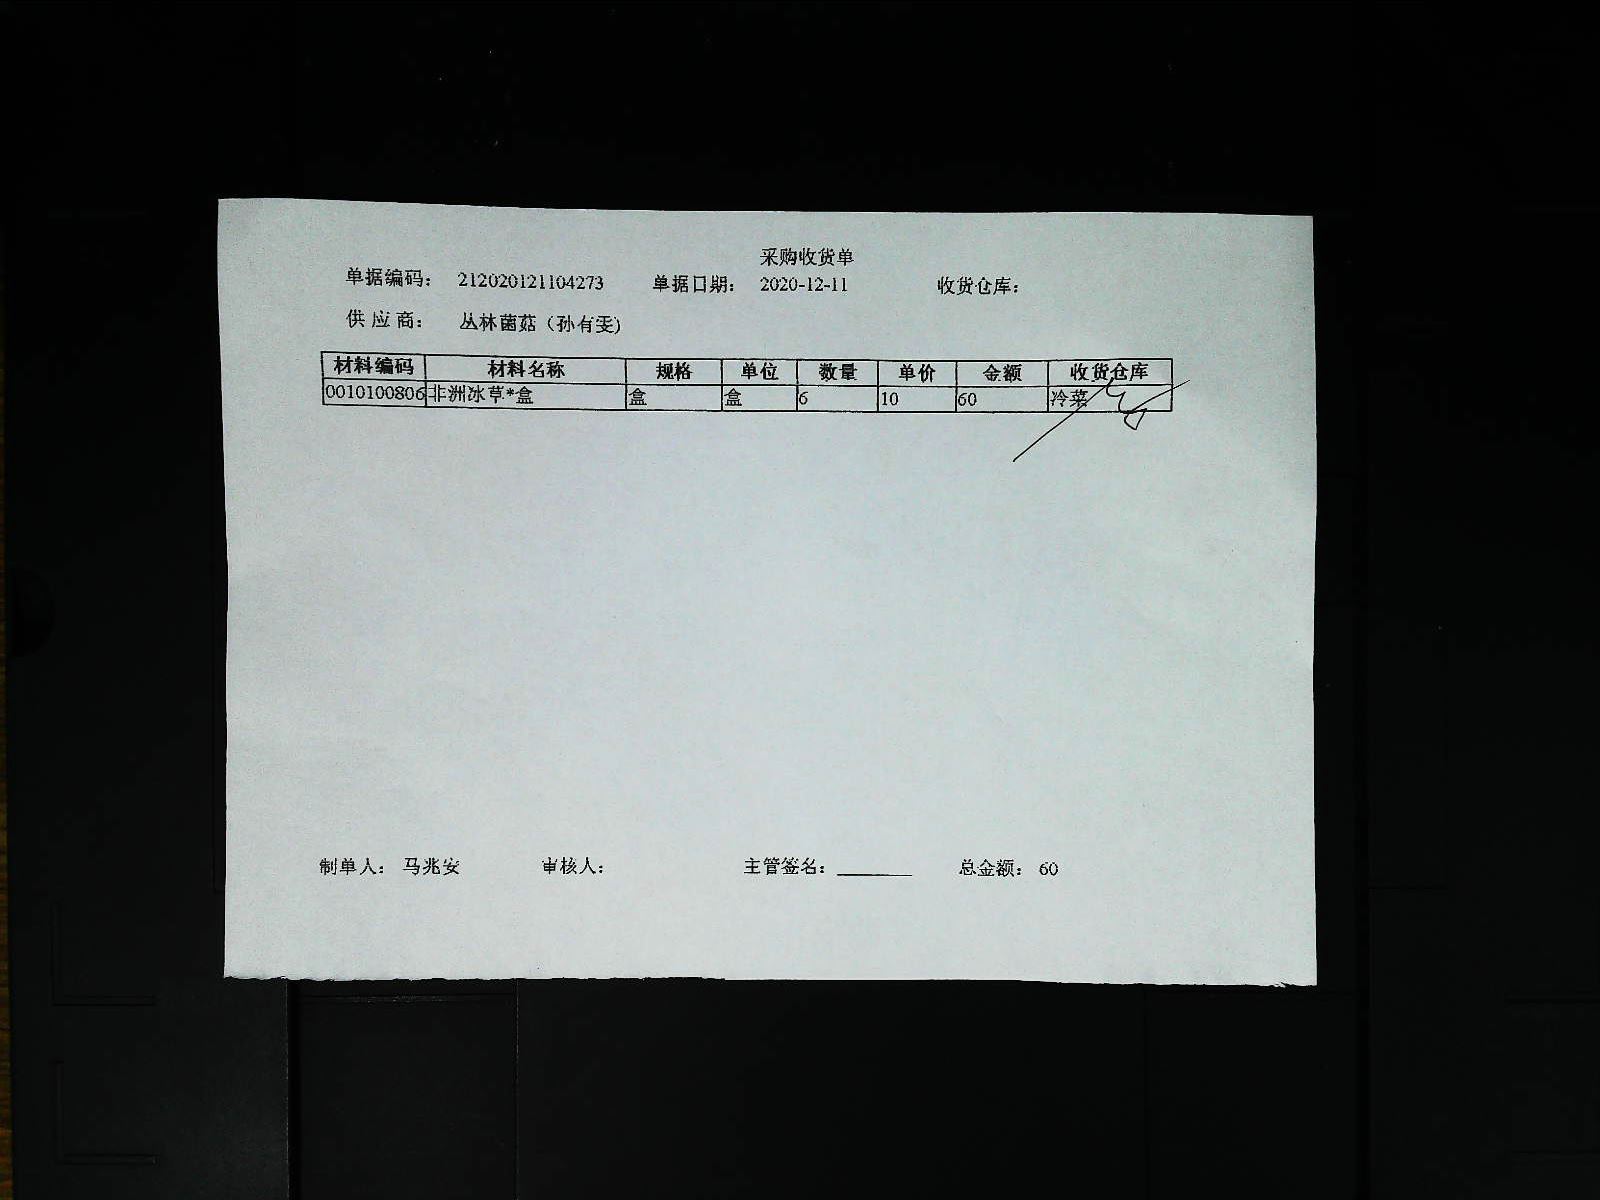 采购收货单
单据编码： 212020121104273 单据日期： 2020-12-11 收货仓库：
供 应 商： 丛林菌菇（孙有雯）
材料编码 材料名称 规格 单位 数量 单价 金额 收货仓库
0010100806 非洲冰草*盒 盒 盒 6 10 60 冷菜
制单人： 马兆安 审核人： 主管签名：______ 总金额： 60